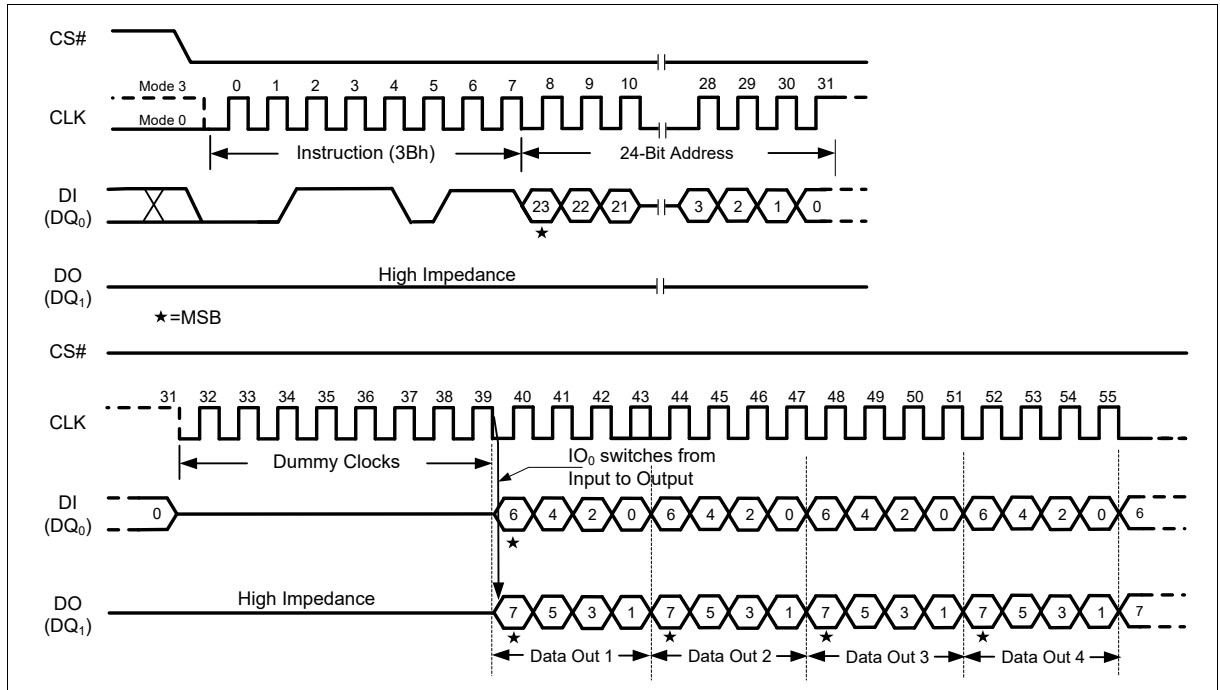 CS#
Mode 3 0 1 2 3 4 5 6 7 8 9 10 28 29 30 31
CLK
Mode 0
Instruction (3Bh) 24-Bit Address
DI
(DQ0) 23 22 21 3 2 1 0
★
DO High Impedance
(DQ1)
★=MSB
CS#
31 32 33 34 35 36 37 38 39 40 41 42 43 44 45 46 47 48 49 50 51 52 53 54 55
CLK
Dummy Clocks
IO0 switches from
Input to Output
DI
(DQ0) 0 6 4 2 0 6 4 2 0 6 4 2 0 6 4 2 0 6
★
DO High Impedance
(DQ1) 7 5 3 1 7 5 3 1 7 5 3 1 7 5 3 1 7
★ ★ ★ ★
Data Out 1 Data Out 2 Data Out 3 Data Out 4